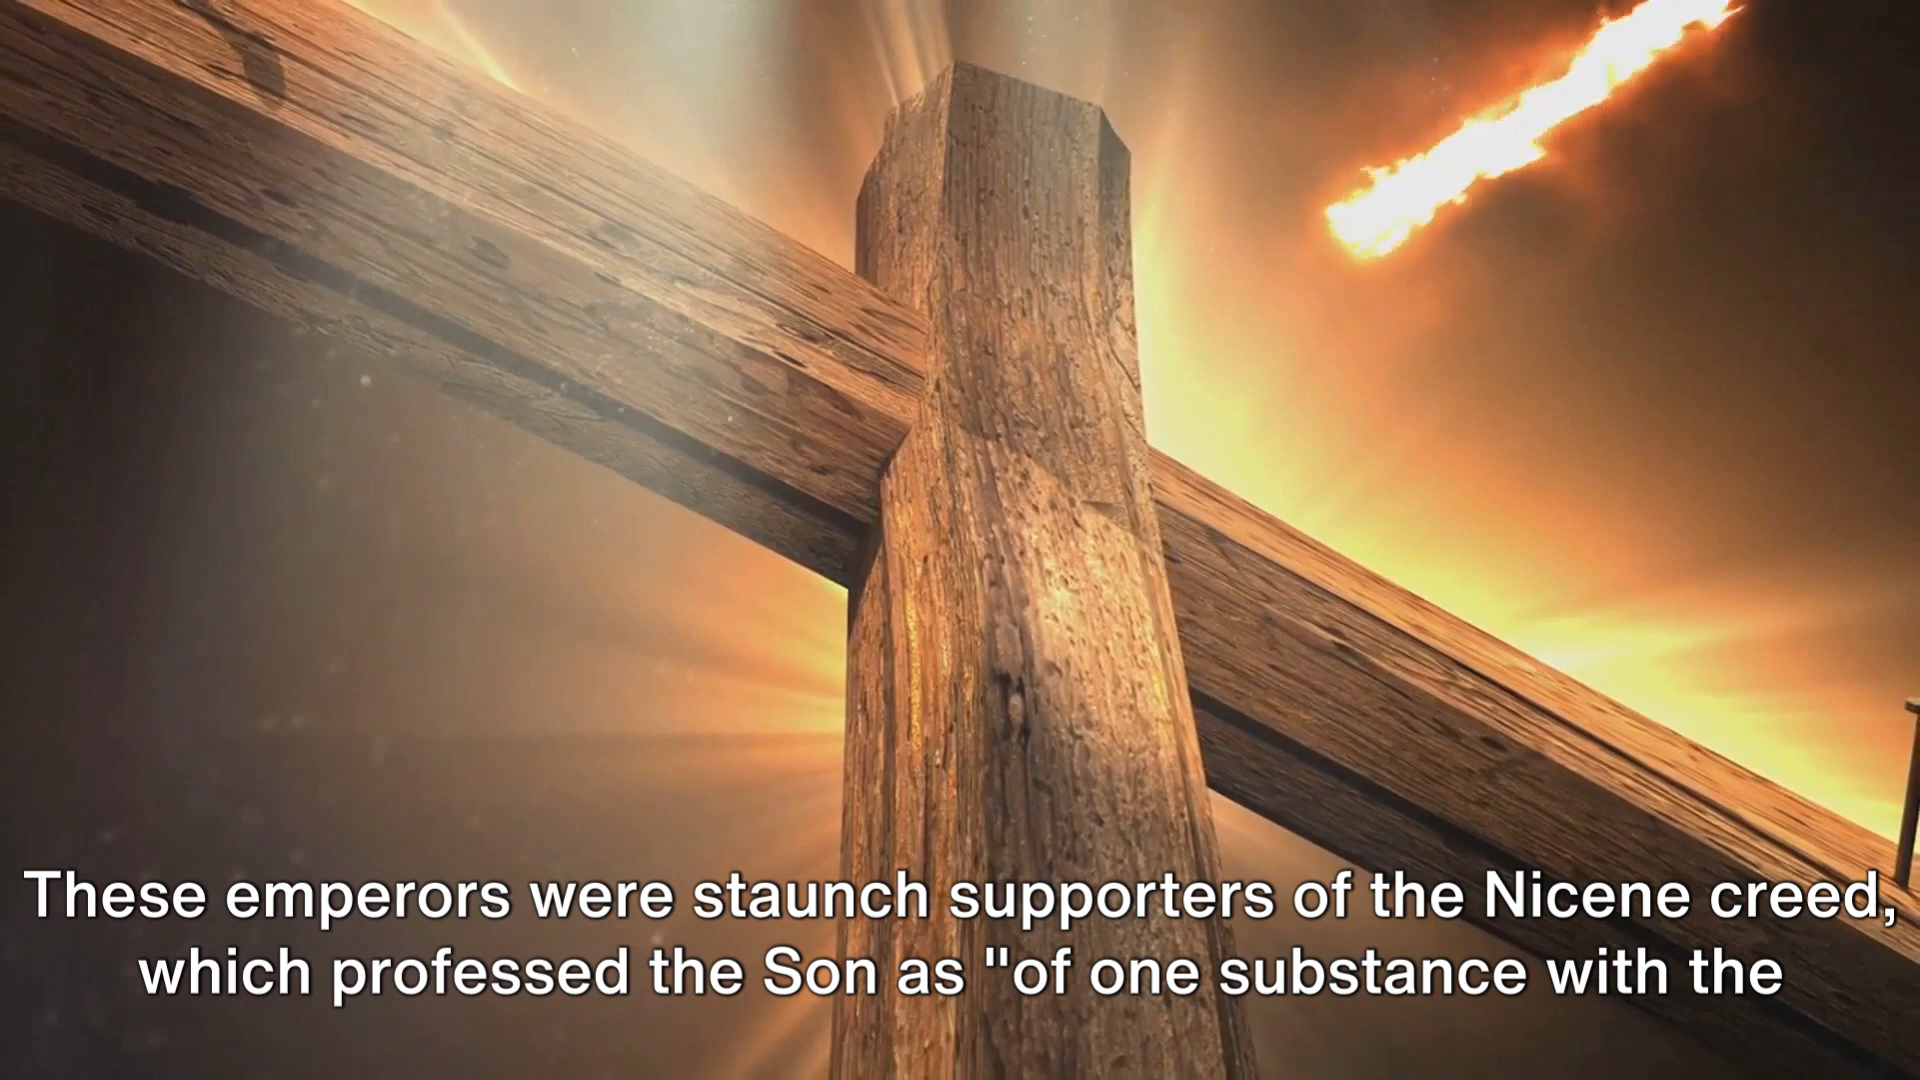 These emperors were staunch supporters of the Nicene creed,
which professed the Son as "of one substance with the